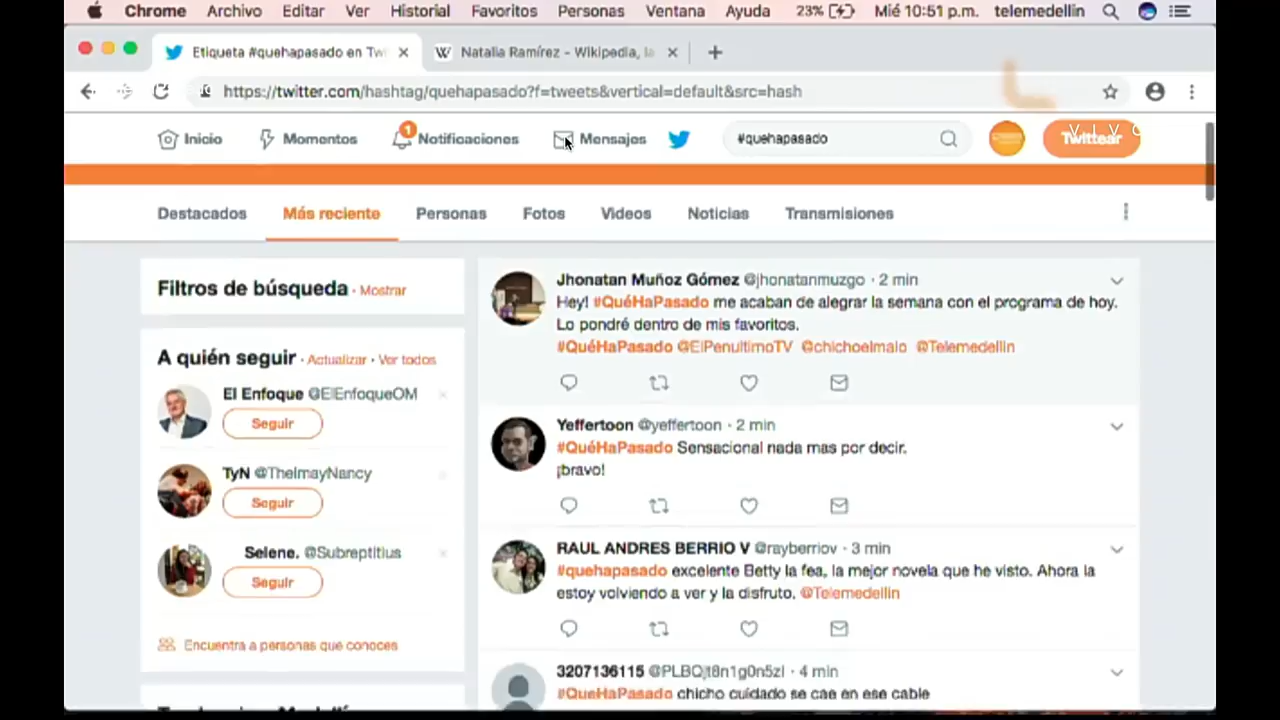 Chrome Archivo Editar Ver Historial Favoritos Personas Ventana Ayuda 23% Mié 10:51 p.m. telemedellin
Etiqueta #quehapasado en Twi
Natalia Ramírez - Wikipedia, la
https://twitter.com/hashtag/quehapasado?f=tweets&vertical=default&src=hash
Inicio Momentos 1 Notificaciones Mensajes #quehapasado Twittear
Destacados Más reciente Personas Fotos Videos Noticias Transmisiones
Filtros de búsqueda · Mostrar
A quién seguir · Actualizar · Ver todos
El Enfoque @ElEnfoqueOM
Seguir
TyN @ThelmayNancy
Seguir
Selene. @Subreptitius
Seguir
Encuentra a personas que conoces
Jhonatan Muñoz Gómez @jhonatanmuzgo · 2 min
Hey! #QuéHaPasado me acaban de alegrar la semana con el programa de hoy.
Lo pondré dentro de mis favoritos.
#QuéHaPasado @ElPenultimoTV @chichoelmalo @Telemedellin
Yeffertoon @yeffertoon · 2 min
#QuéHaPasado Sensacional nada mas por decir.
¡bravo!
RAUL ANDRES BERRIO V @rayberriov · 3 min
#quehapasado excelente Betty la fea, la mejor novela que he visto. Ahora la
estoy volviendo a ver y la disfruto. @Telemedellin
3207136115 · 4 min
#QueHaPasado chicho cuidado se cae en ese cable